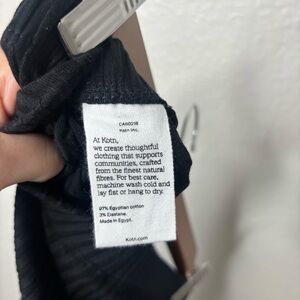 CA60218
Kotn Inc.
At Kotn,
we create thoughtful
clothing that supports
communities, crafted
from the finest natural
fibres. For best care,
machine wash cold and
lay flat or hang to dry.
97% Egyptian cotton
3% Elastane.
Made in Egypt.
Kotn.com